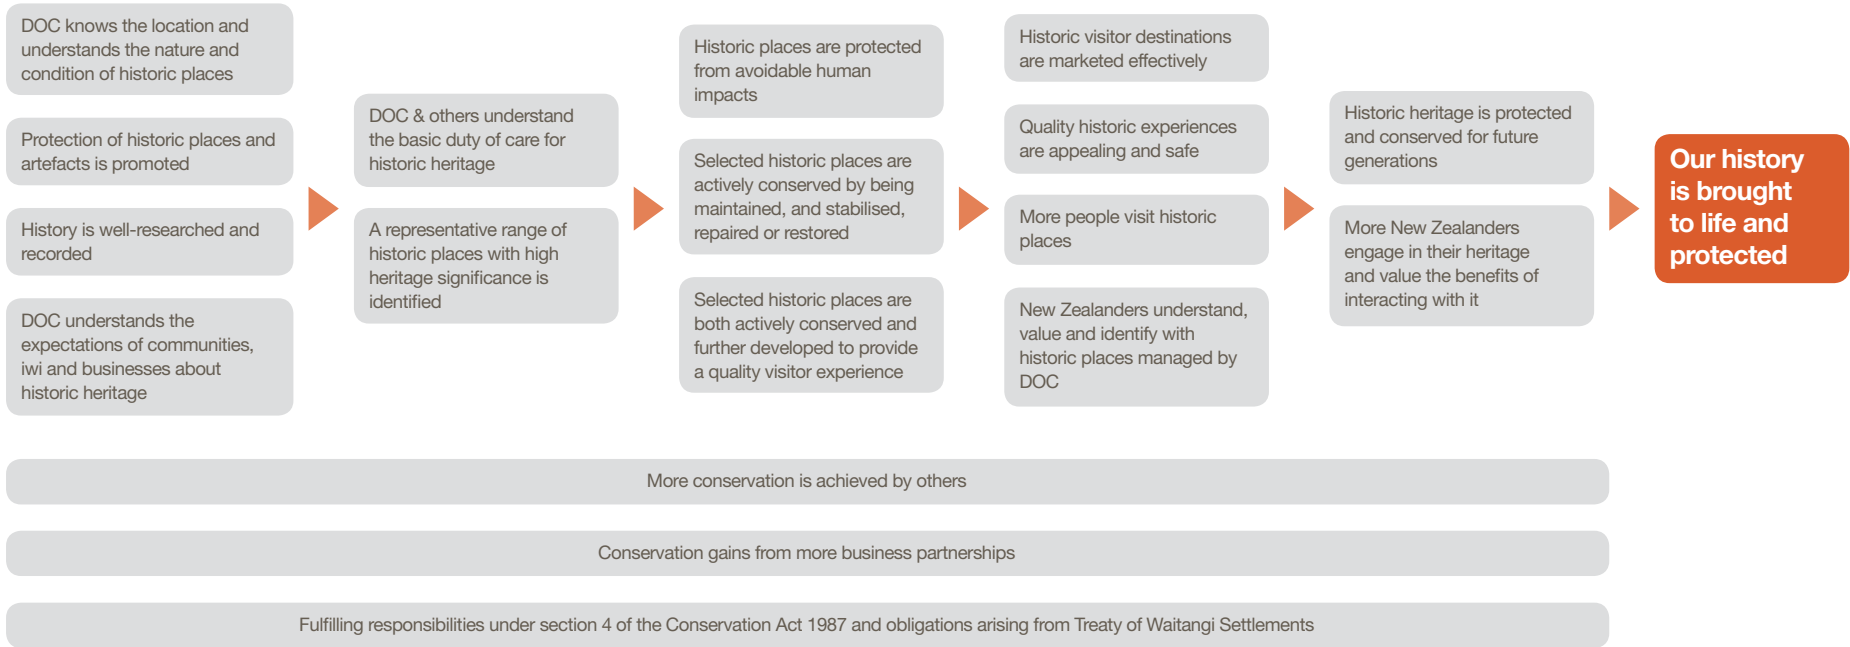 DOC knows the location and
understands the nature and
condition of historic places
Protection of historic places and
artefacts is promoted
History is well-researched and
recorded
DOC understands the
expectations of communities,
iwi and businesses about
historic heritage
DOC & others understand
the basic duty of care for
historic heritage
A representative range of
historic places with high
heritage significance is
identified
Historic places are protected
from avoidable human
impacts
Selected historic places are
actively conserved by being
maintained, and stabilised,
repaired or restored
Selected historic places are
both actively conserved and
further developed to provide
a quality visitor experience
Historic visitor destinations
are marketed effectively
Quality historic experiences
are appealing and safe
More people visit historic
places
New Zealanders understand,
value and identify with
historic places managed by
DOC
Historic heritage is protected
and conserved for future
generations
More New Zealanders
engage in their heritage
and value the benefits of
interacting with it
Our history
is brought
to life and
protected
More conservation is achieved by others
Conservation gains from more business partnerships
Fulfilling responsibilities under section 4 of the Conservation Act 1987 and obligations arising from Treaty of Waitangi Settlements